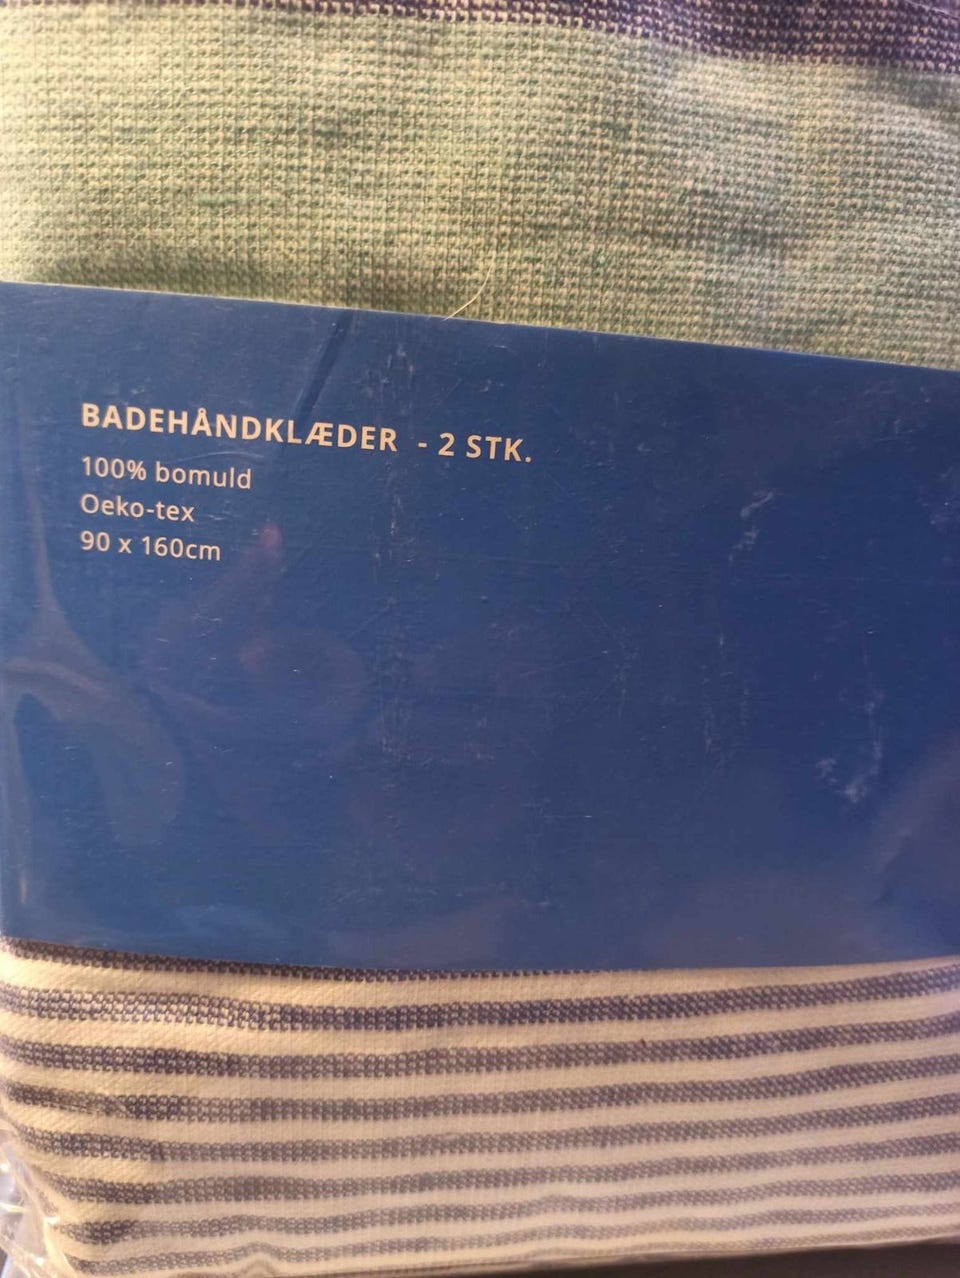 BADEHÅNDKLÆDER - 2 STK.
100% bomuld
Oeko-tex
90 x 160cm